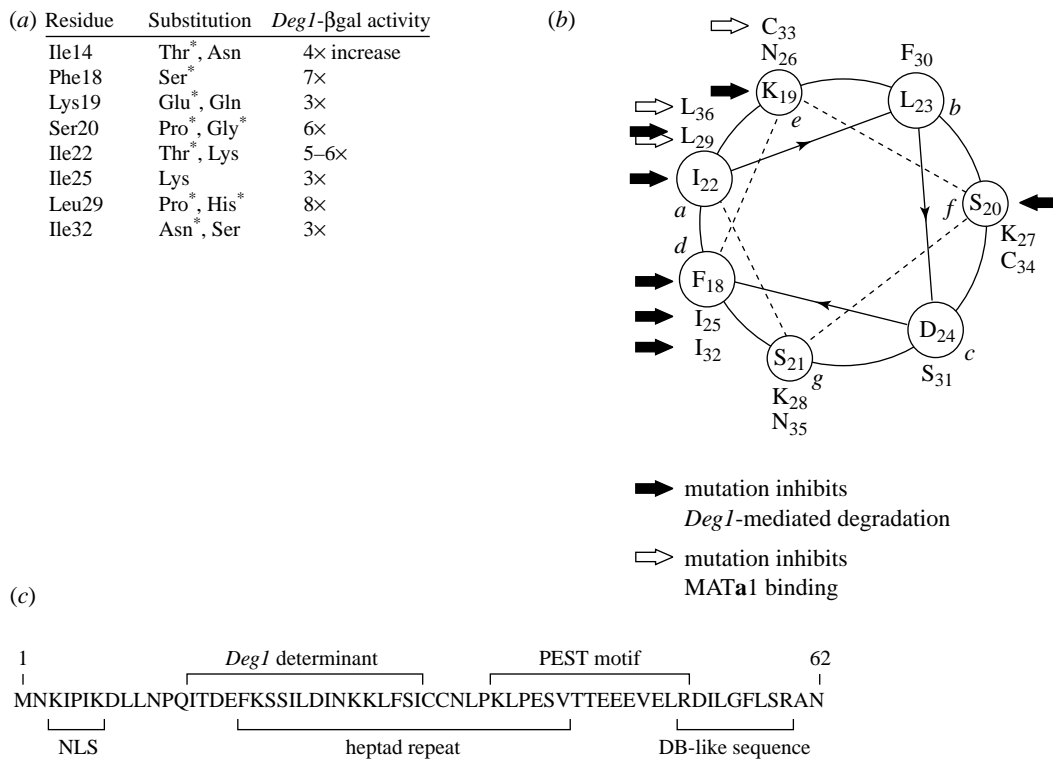 (a)
Residue Substitution Deg1-βgal activity
Ile14 Thr*, Asn 4× increase
Phe18 Ser* 7×
Lys19 Glu*, Gln 3×
Ser20 Pro*, Gly* 6×
Ile22 Thr*, Lys 5–6×
Ile25 Lys 3×
Leu29 Pro*, His* 8×
Ile32 Asn*, Ser 3×
(b)
C33
N26
K19
e
F30
L23
b
L36
L29
I22
a
S20
f
K27
C34
d
F18
I25
I32
D24
c
S31
S21
g
K28
N35
mutation inhibits
Deg1-mediated degradation
mutation inhibits
MATa1 binding
(c)
1 Deg1 determinant PEST motif 62
MNKIPIKDLLNPQITDEFKSSILDINKKLFSICCNLPKLPESVTTEEEVELRDILGFLSRAN
NLS heptad repeat DB-like sequence